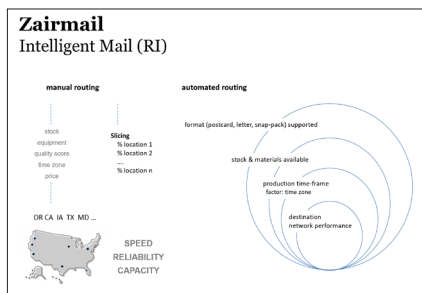 Zairmail
Intelligent Mail (RI)
manual routing
stock
equipment
quality score
time zone
price
Slicing
% location 1
% location 2
....
% location n
OR CA IA TX MD ...
SPEED
RELIABILITY
CAPACITY
automated routing
format (postcard, letter, snap-pack) supported
stock & materials available
production time-frame
factor: time zone
destination
network performance